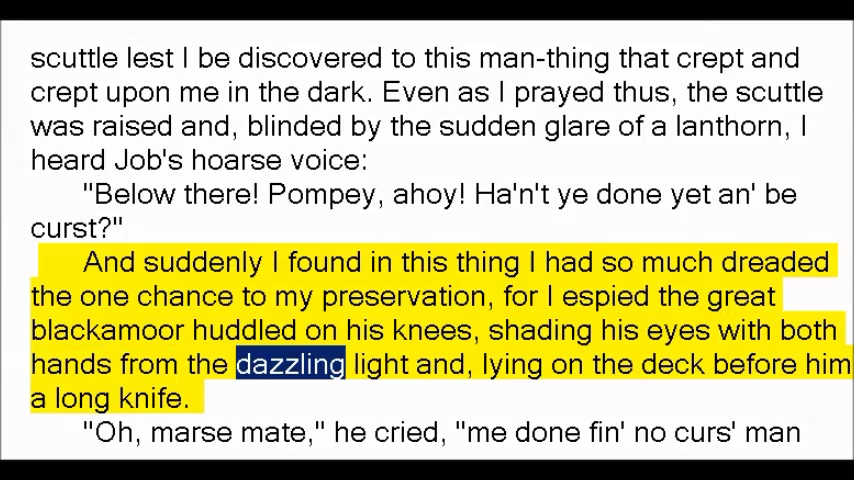 scuttle lest I be discovered to this man-thing that crept and
crept upon me in the dark. Even as I prayed thus, the scuttle
was raised and, blinded by the sudden glare of a lanthorn, I
heard Job's hoarse voice:
"Below there! Pompey, ahoy! Ha'n't ye done yet an' be
curst?"
And suddenly I found in this thing I had so much dreaded
the one chance to my preservation, for I espied the great
blackamoor huddled on his knees, shading his eyes with both
hands from the dazzling light and, lying on the deck before him
a long knife.
"Oh, marse mate," he cried, "me done fin' no curs' man